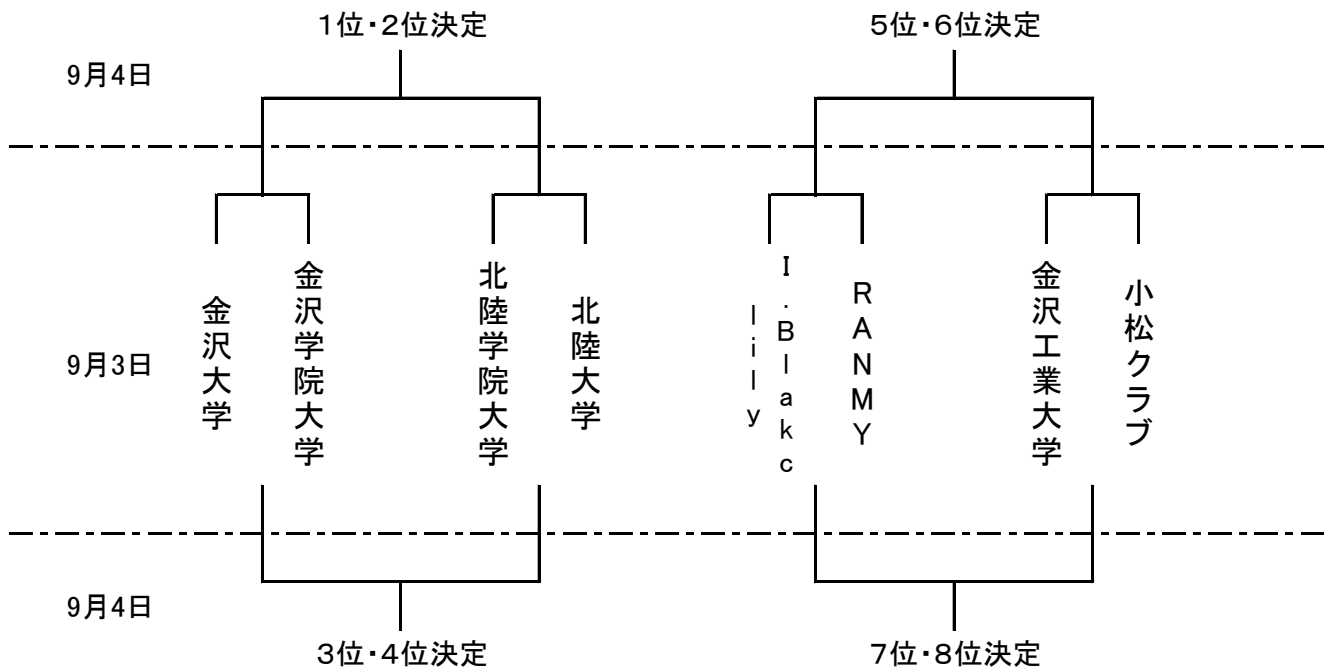 1位・2位決定
5位・6位決定
9月4日
9月3日
金沢大学
金沢学院大学
北陸学院大学
北陸大学
I.Blakc
lily
RANMY
金沢工業大学
小松クラブ
9月4日
3位・4位決定
7位・8位決定